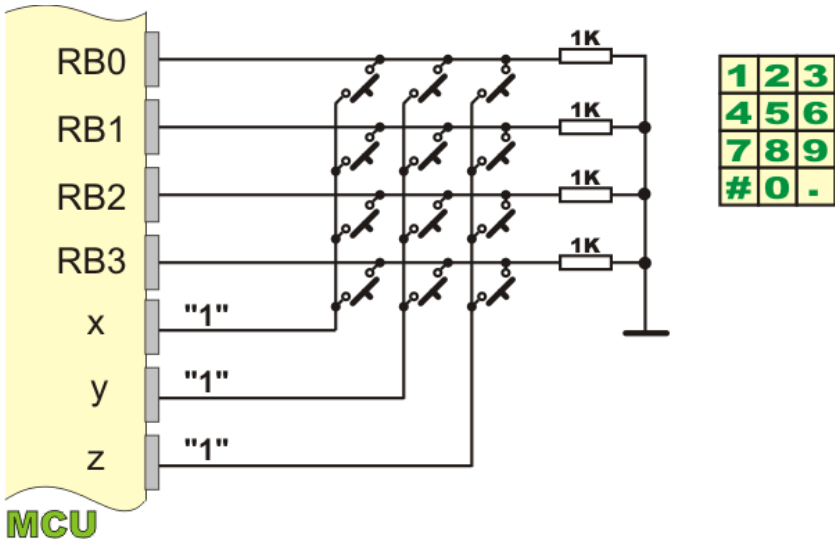 RB0
RB1
RB2
RB3
x "1"
y "1"
z "1"
MCU
1K
1K
1K
1K
1 2 3
4 5 6
7 8 9
# 0 -